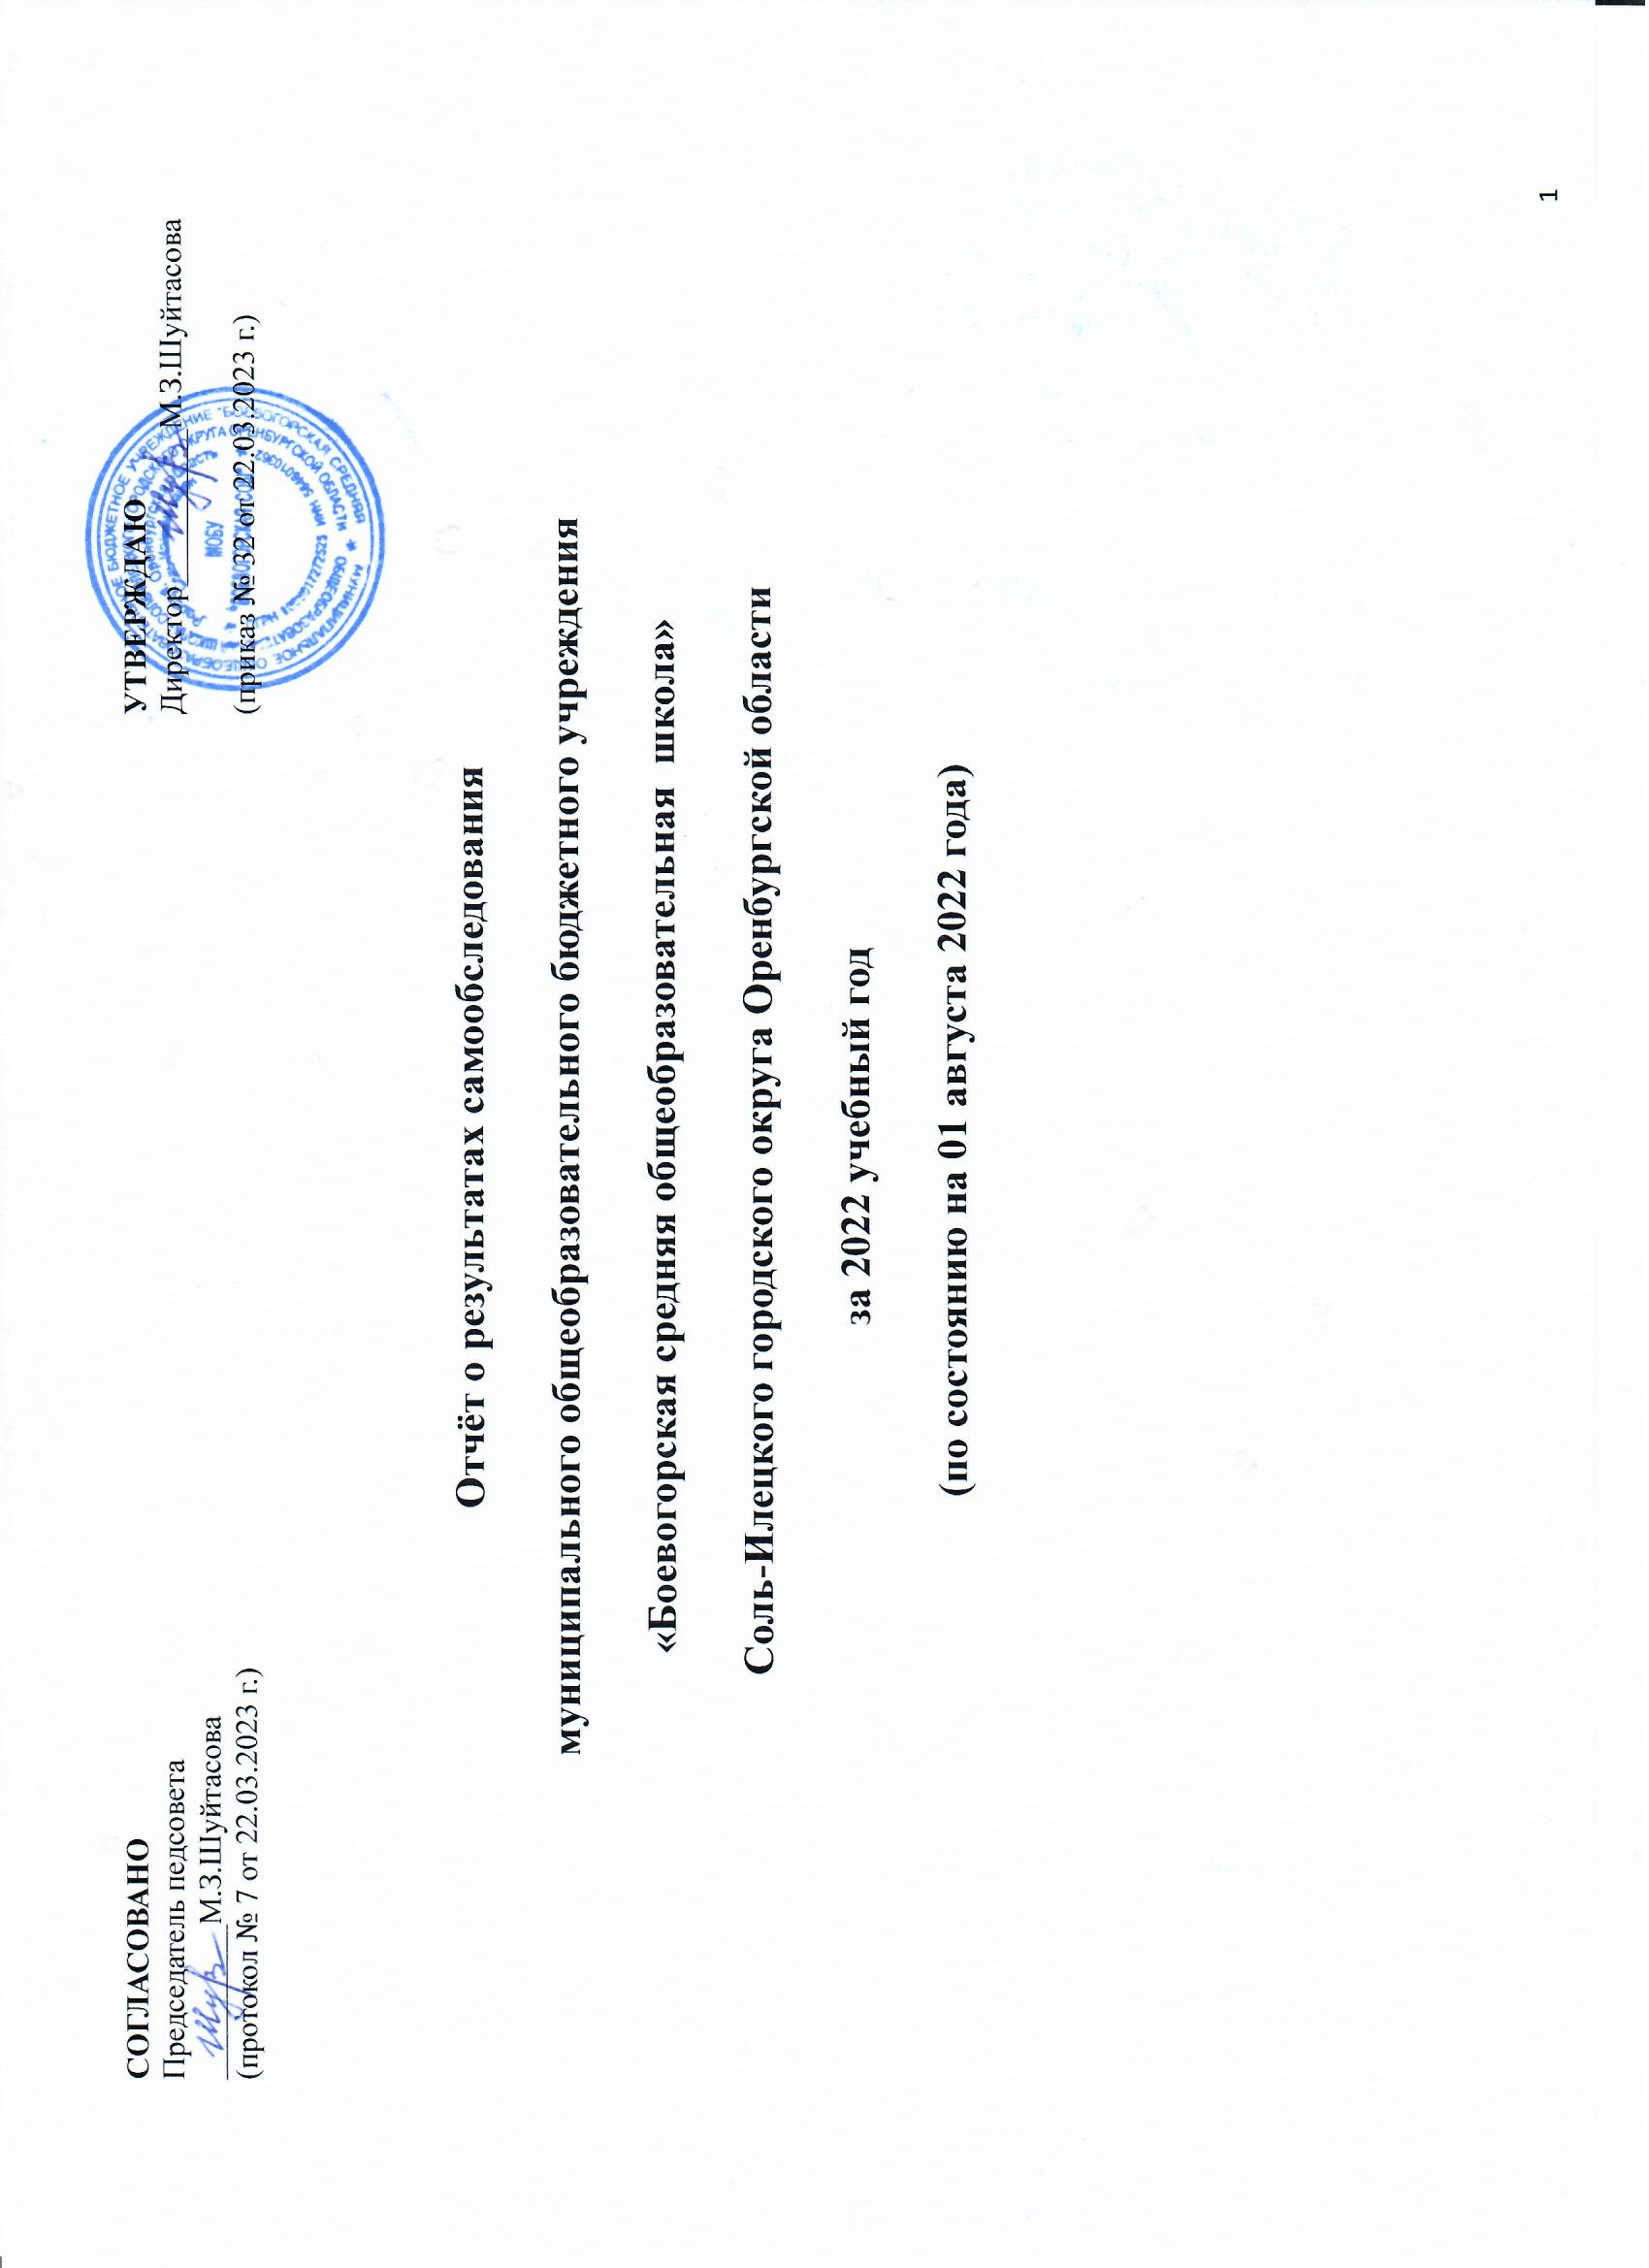 СОГЛАСОВАНО
Председатель педсовета
М.З.Шуйтасова
(протокол № 7 от 22.03.2023 г.)
УТВЕРЖДАЮ
Директор М.З.Шуйтасова
(приказ № 32 от 22.03.2023 г.)
МОБУ
Отчёт о результатах самообследования
муниципального общеобразовательного бюджетного учреждения
«Боевогорская средняя общеобразовательная школа»
Соль-Илецкого городского округа Оренбургской области
за 2022 учебный год
(по состоянию на 01 августа 2022 года)
1